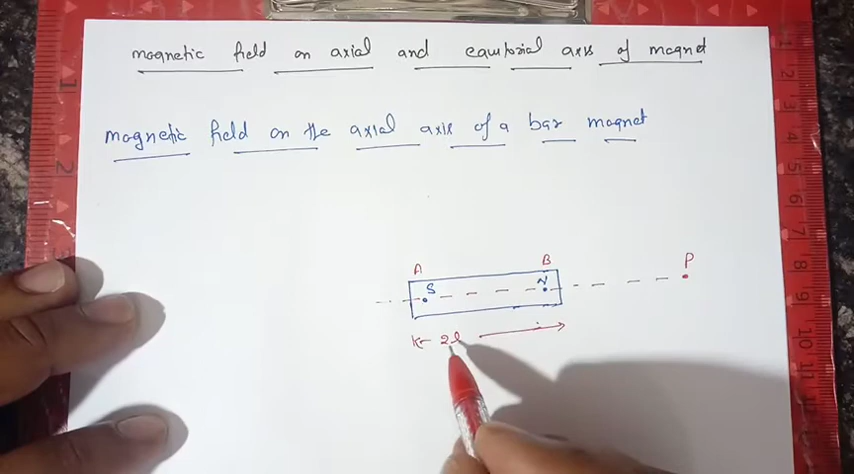 magnetic field on axial and equitorial axis of magnet
magnetic field on the axial axis of a bar magnet
A B P
S N
2l